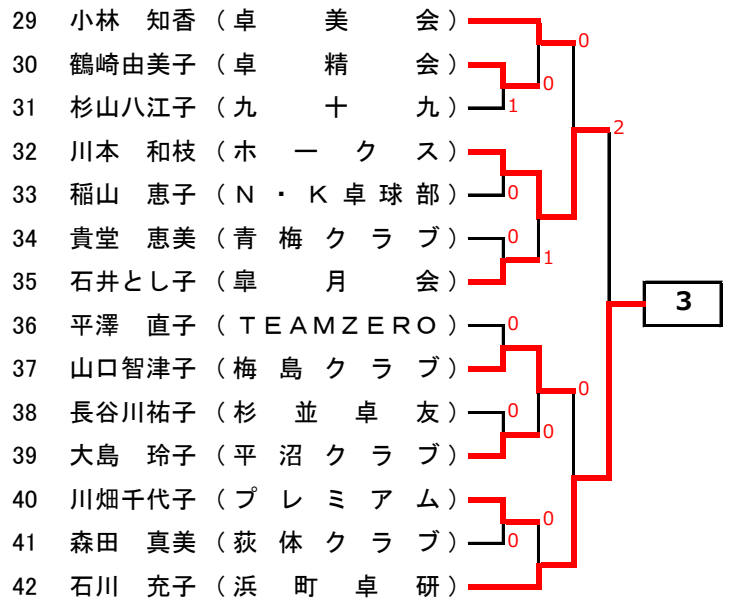 29 小林 知香 （ 卓 美 会 ）
0
30 鶴崎由美子 （ 卓 精 会 ）
0
31 杉山八江子 （ 九 十 九 ）
1
2
32 川本 和枝 （ ホ ー ク ス ）
33 稲山 恵子 （ Ｎ ・ Ｋ 卓 球 部 ）
0
34 貴堂 恵美 （ 青 梅 ク ラ ブ ）
0
1
35 石井とし子 （ 皐 月 会 ）
3
36 平澤 直子 （ ＴＥＡＭＺＥＲＯ ）
0
37 山口智津子 （ 梅 島 ク ラ ブ ）
0
38 長谷川祐子 （ 杉 並 卓 友 ）
0
0
39 大島 玲子 （ 平 沼 ク ラ ブ ）
40 川畑千代子 （ プ レ ミ ア ム ）
0
41 森田 真美 （ 荻 体 ク ラ ブ ）
0
42 石川 充子 （ 浜 町 卓 研 ）